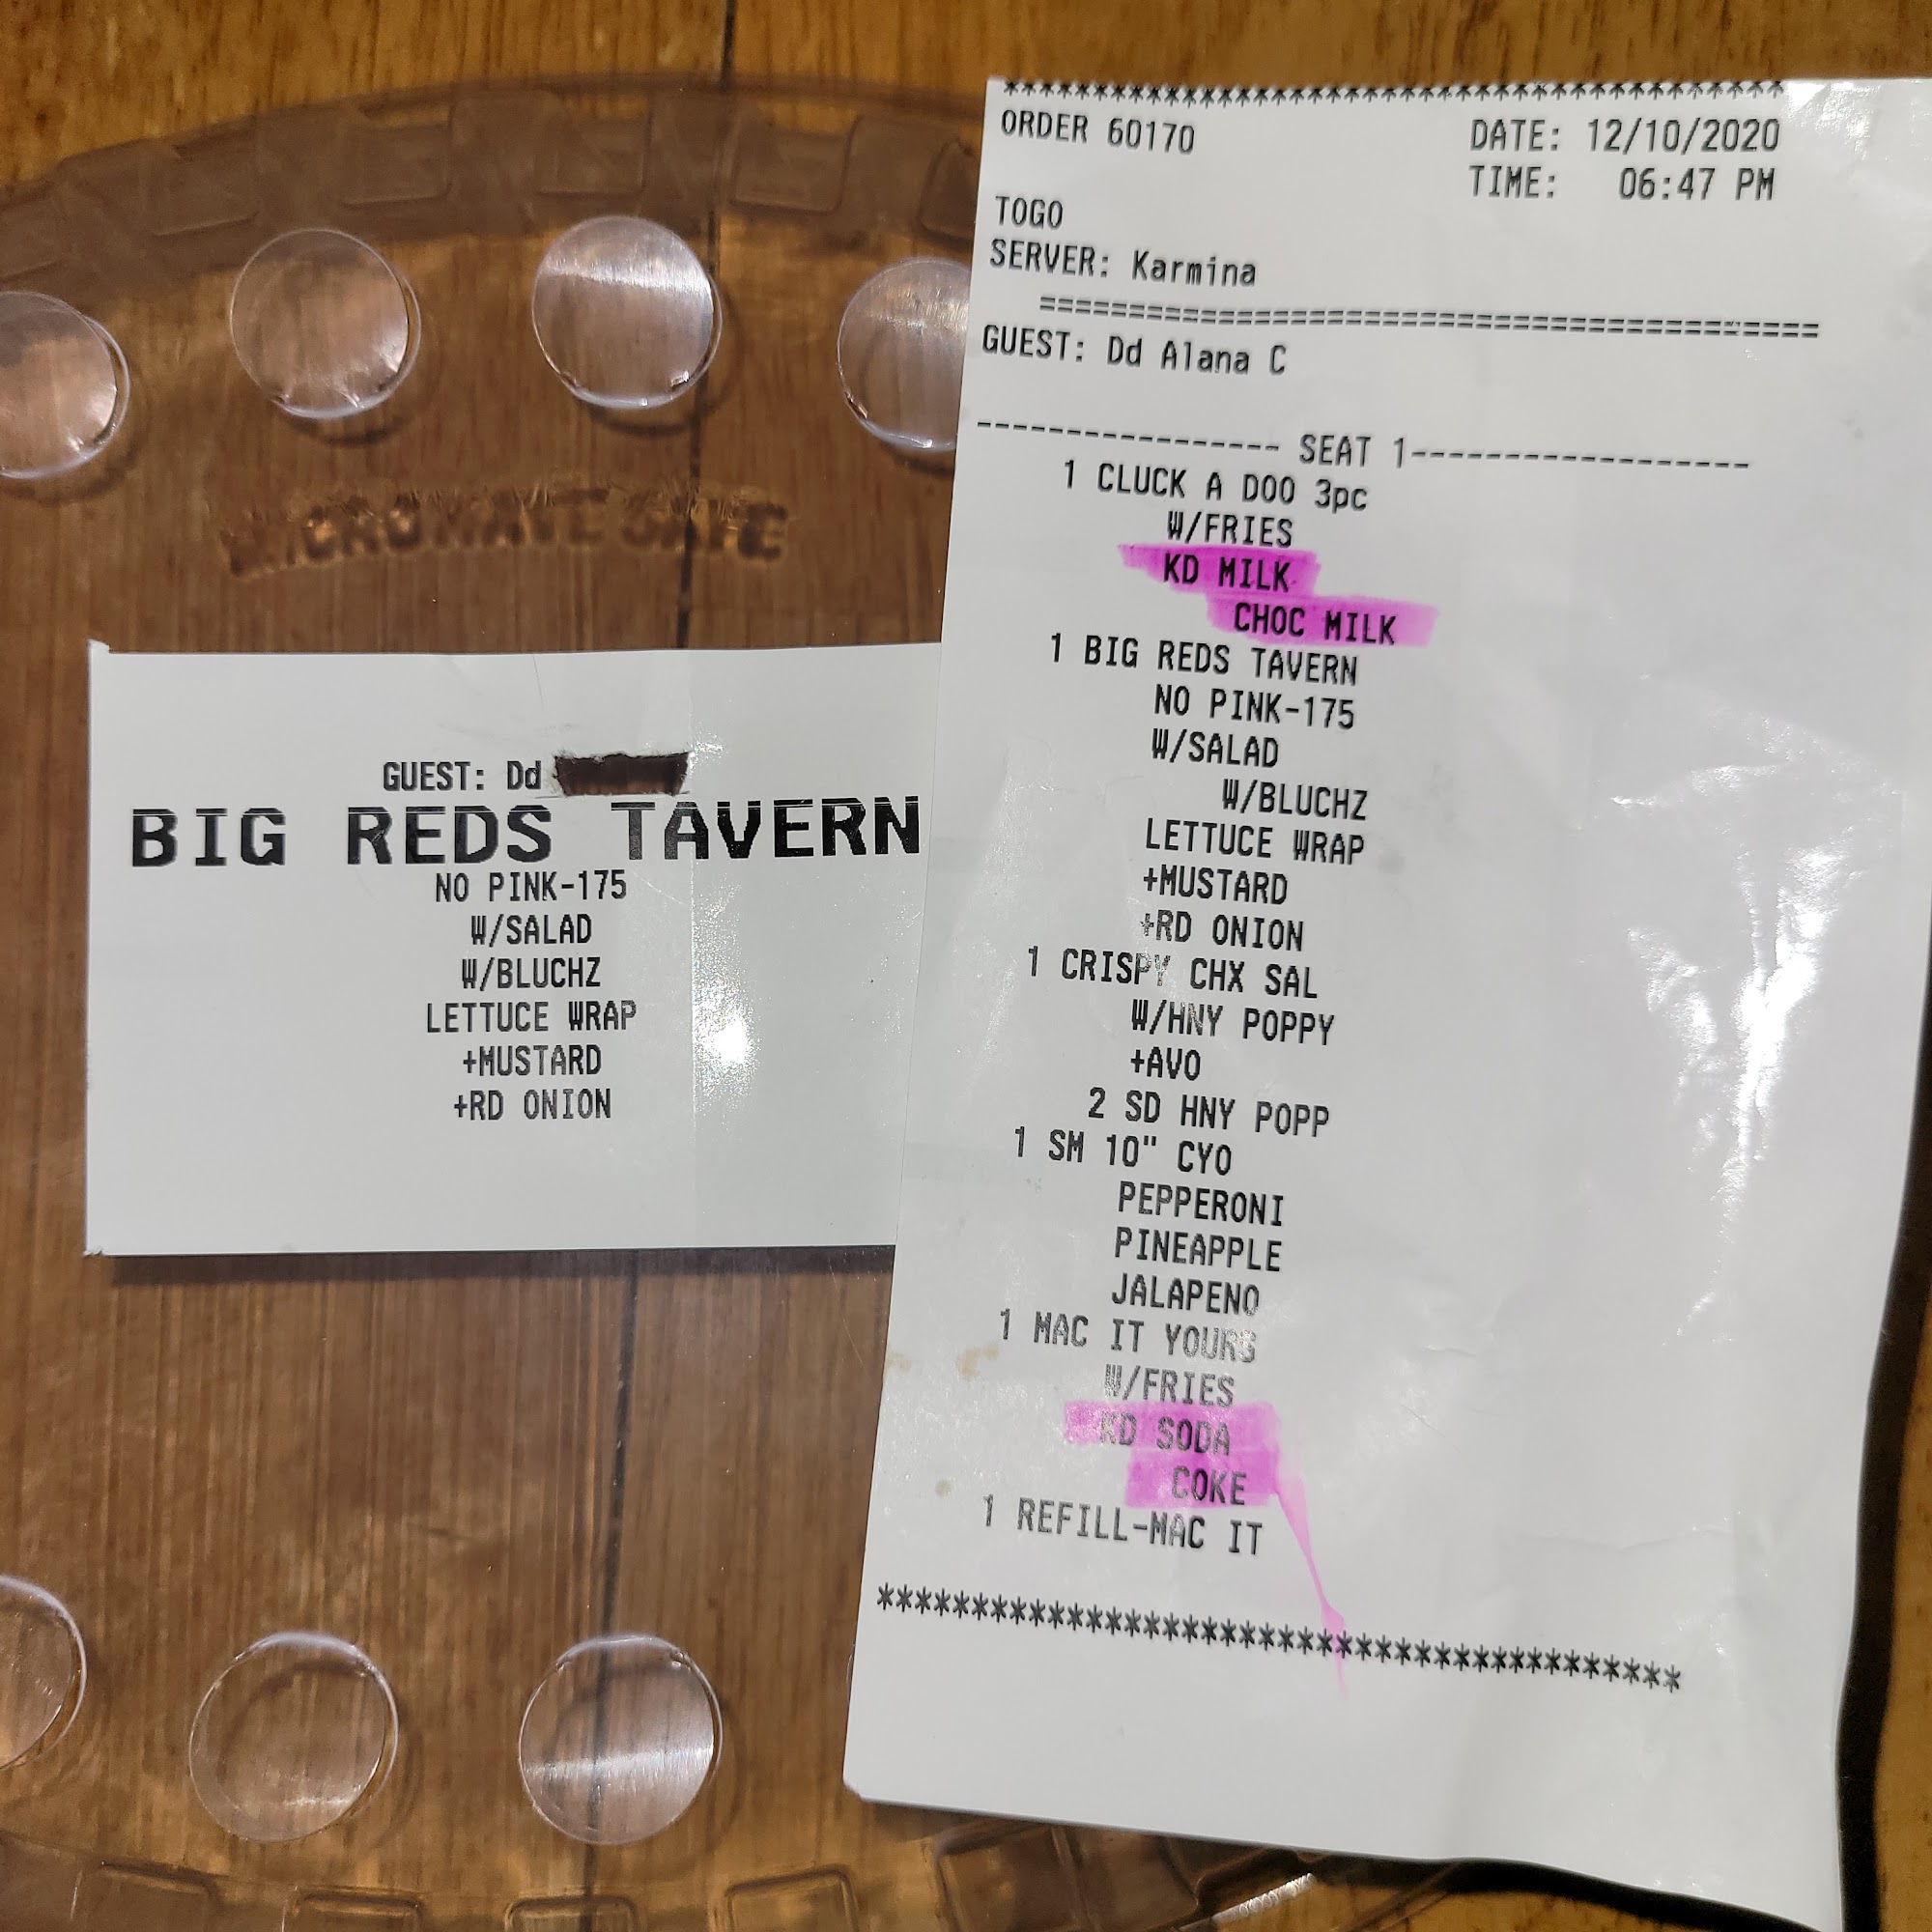 MICROWAVE SAFE
GUEST: Dd
BIG REDS TAVERN
NO PINK-175
W/SALAD
W/BLUCHZ
LETTUCE WRAP
+MUSTARD
+RD ONION
****************************************
ORDER 60170 DATE: 12/10/2020
TIME: 06:47 PM
TOGO
SERVER: Karmina
========================================
GUEST: Dd Alana C
----------------- SEAT 1-------------------
1 CLUCK A DOO 3pc
W/FRIES
KD MILK
CHOC MILK
1 BIG REDS TAVERN
NO PINK-175
W/SALAD
W/BLUCHZ
LETTUCE WRAP
+MUSTARD
+RD ONION
1 CRISPY CHX SAL
W/HNY POPPY
+AVO
2 SD HNY POPP
1 SM 10" CYO
PEPPERONI
PINEAPPLE
JALAPENO
1 MAC IT YOURS
W/FRIES
KD SODA
COKE
1 REFILL-MAC IT
******************************************